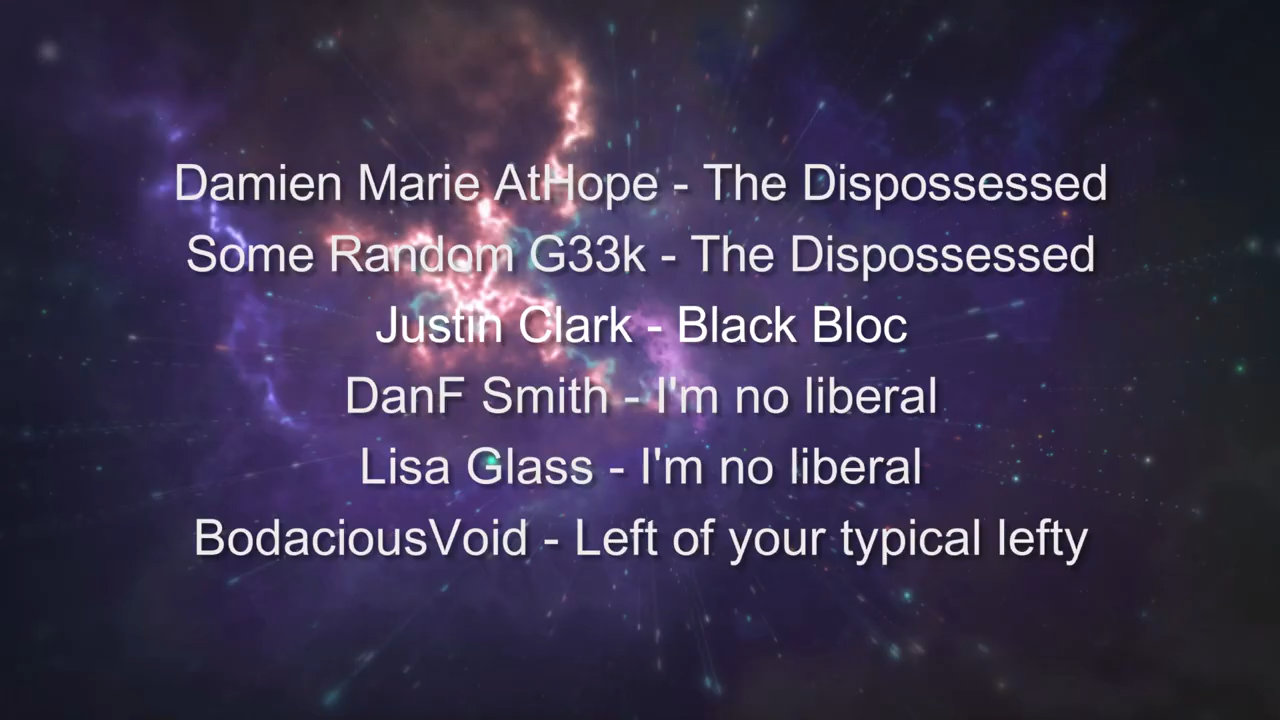 Damien Marie AtHope - The Dispossessed
Some Random G33k - The Dispossessed
Justin Clark - Black Bloc
DanF Smith - I'm no liberal
Lisa Glass - I'm no liberal
BodaciousVoid - Left of your typical lefty